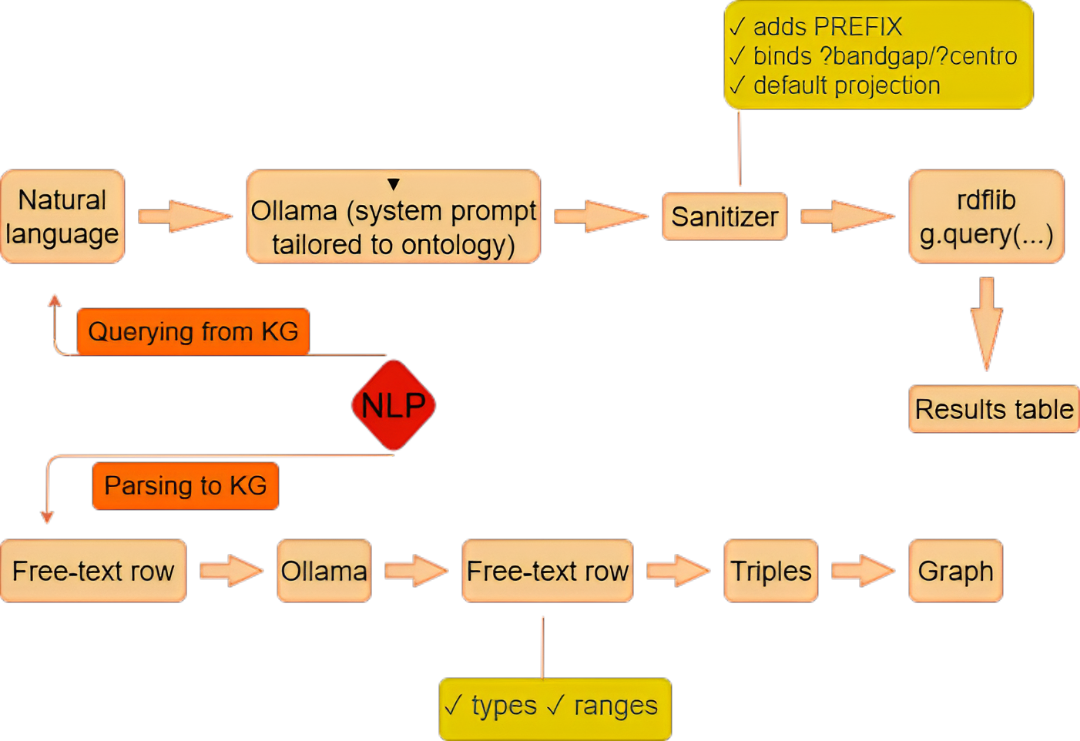 ✓ adds PREFIX
✓ binds ?bandgap/?centro
✓ default projection
Natural
language
▼
Ollama (system prompt
tailored to ontology)
Sanitizer
rdflib
g.query(...)
Querying from KG
NLP
Results table
Parsing to KG
Free-text row
Ollama
Free-text row
Triples
Graph
✓ types ✓ ranges